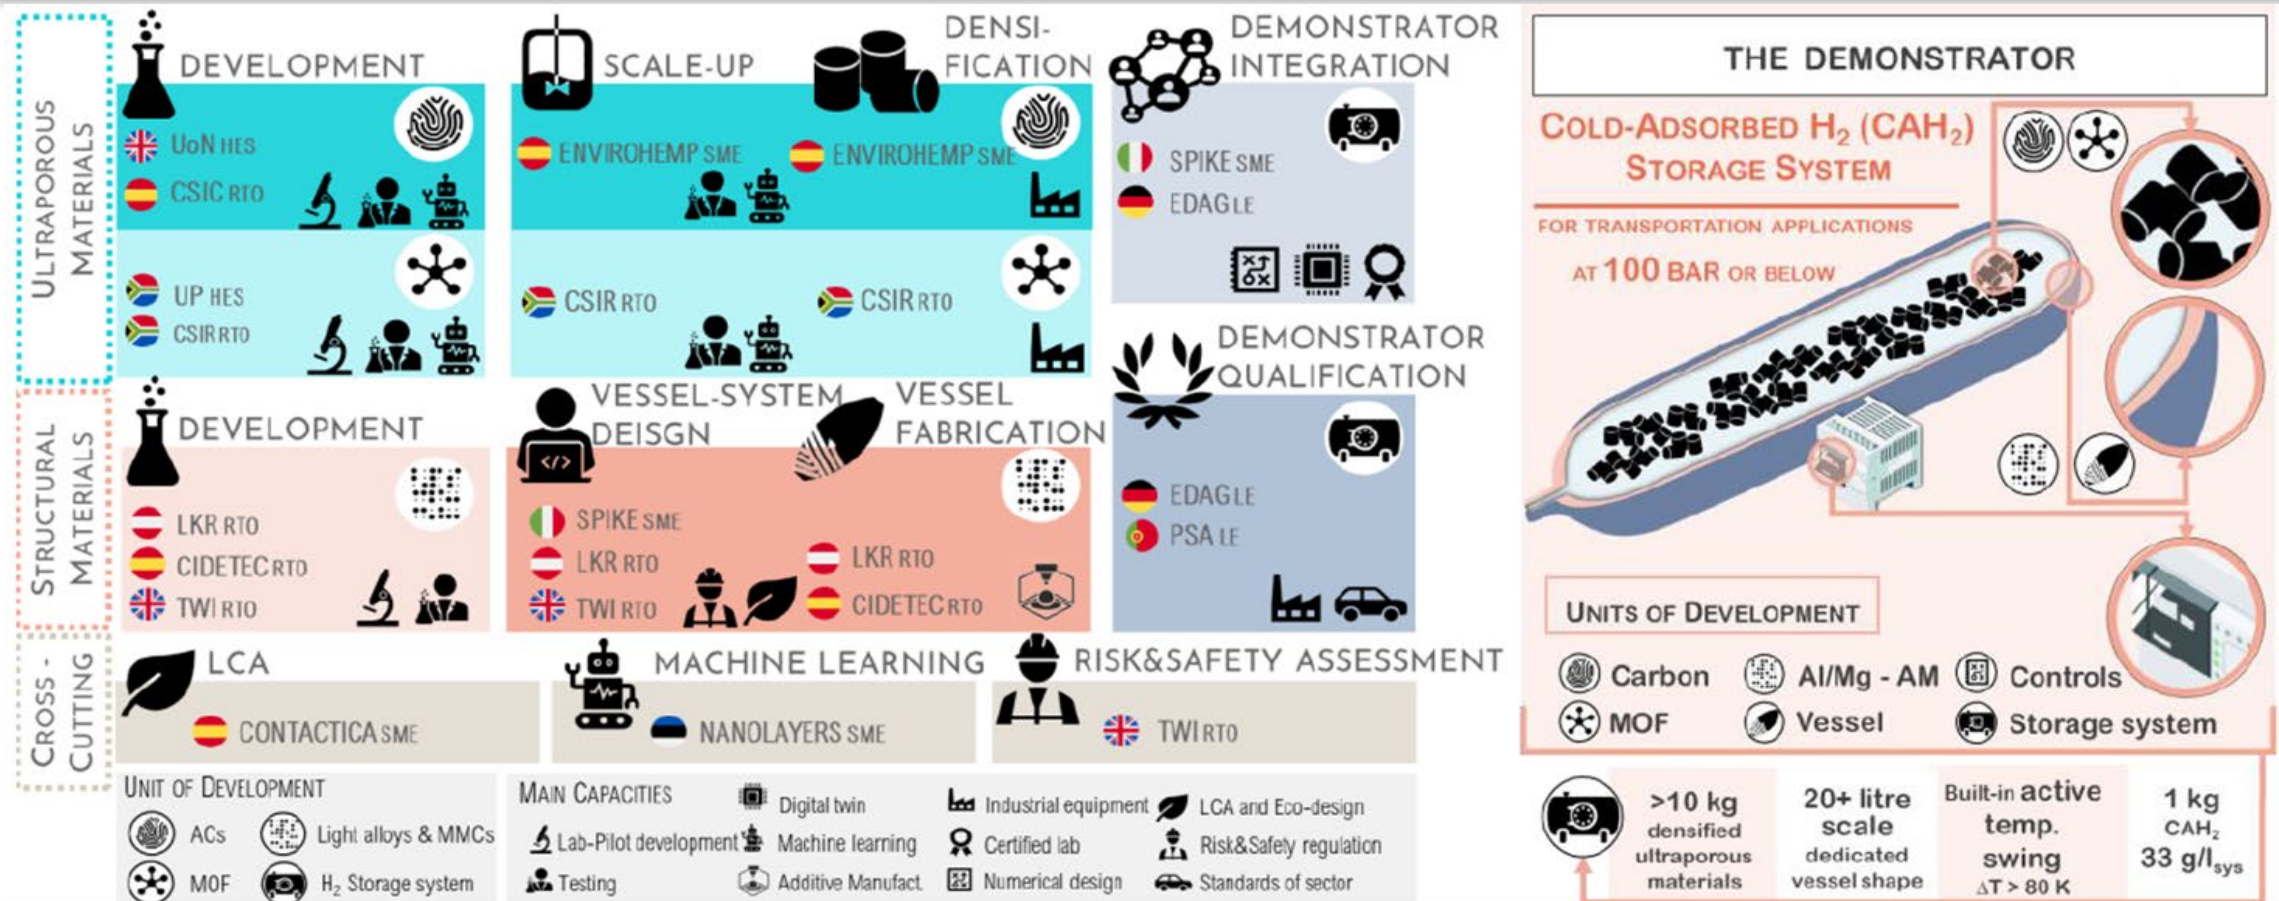 ULTRAPOROUS
MATERIALS
DEVELOPMENT
UoN HES
CSIC RTO
UP HES
CSIR RTO
SCALE-UP
DENSI-
FICATION
ENVIROHEMP SME
ENVIROHEMP SME
CSIR RTO
CSIR RTO
DEMONSTRATOR
INTEGRATION
SPIKE SME
EDAG LE
DEMONSTRATOR
QUALIFICATION
EDAG LE
PSA LE
STRUCTURAL
MATERIALS
DEVELOPMENT
LKR RTO
CIDETEC RTO
TWI RTO
VESSEL-SYSTEM
DEISGN
VESSEL
FABRICATION
SPIKE SME
LKR RTO
TWI RTO
LKR RTO
CIDETEC RTO
CROSS -
CUTTING
LCA
CONTACTICA SME
MACHINE LEARNING
NANOLAYERS SME
RISK&SAFETY ASSESSMENT
TWI RTO
UNIT OF DEVELOPMENT
ACs
Light alloys & MMCs
MOF
H₂ Storage system
MAIN CAPACITIES
Lab-Pilot development
Testing
Digital twin
Machine learning
Additive Manufact.
Industrial equipment
Certified lab
Numerical design
LCA and Eco-design
Risk&Safety regulation
Standards of sector
THE DEMONSTRATOR
COLD-ADSORBED H₂ (CAH₂)
STORAGE SYSTEM
FOR TRANSPORTATION APPLICATIONS
AT 100 BAR OR BELOW
UNITS OF DEVELOPMENT
Carbon
Al/Mg - AM
Controls
MOF
Vessel
Storage system
>10 kg
densified
ultraporous
materials
20+ litre
scale
dedicated
vessel shape
Built-in active
temp.
swing
ΔT > 80 K
1 kg
CAH₂
33 g/lsys